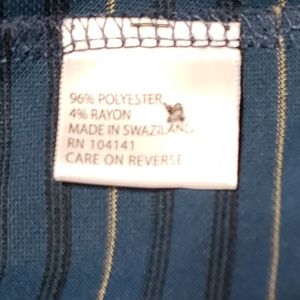 96% POLYESTER
4% RAYON
MADE IN SWAZILAND
RN 104141
CARE ON REVERSE